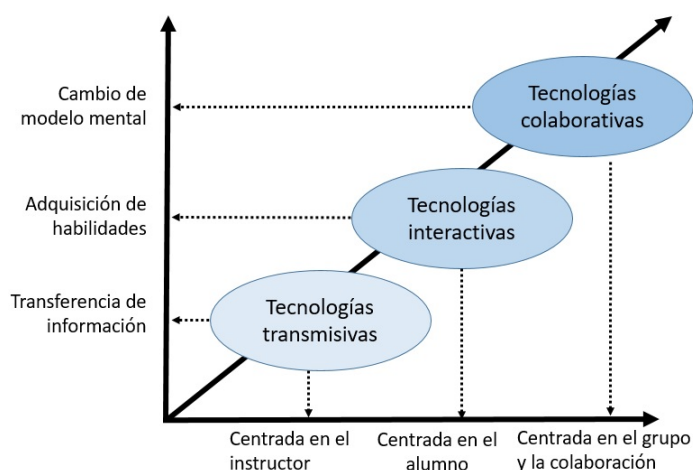 Cambio de
modelo mental
Tecnologías
colaborativas
Adquisición de
habilidades
Tecnologías
interactivas
Transferencia de
información
Tecnologías
transmisivas
Centrada en el
instructor
Centrada en el
alumno
Centrada en el grupo
y la colaboración